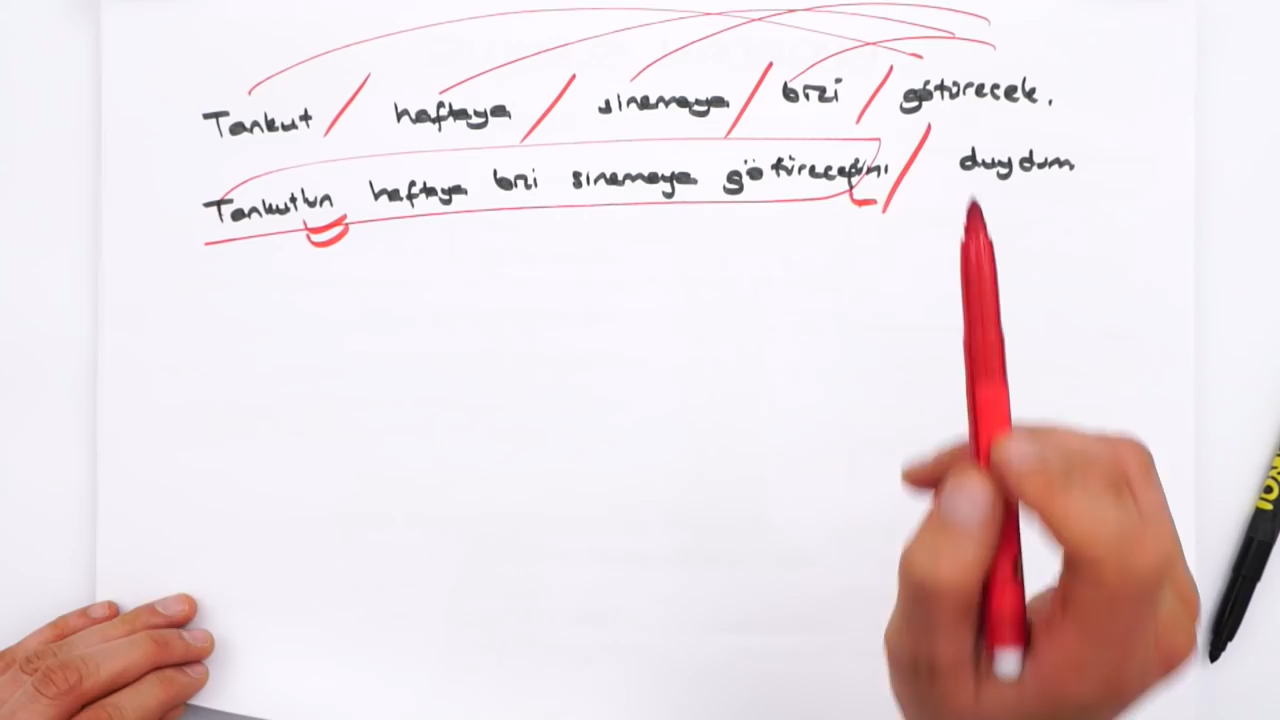 Tankut / haftaya / sinemaya / bizi / götürecek.
Tankut'un haftaya bizi sinemaya götüreceğini / duydum